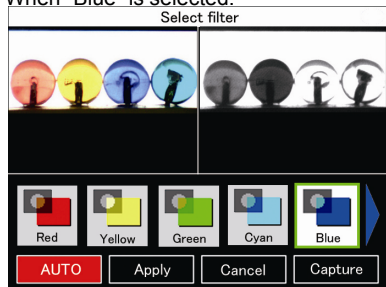 When "Blue" is selected.
Select filter
Red Yellow Green Cyan Blue
AUTO Apply Cancel Capture